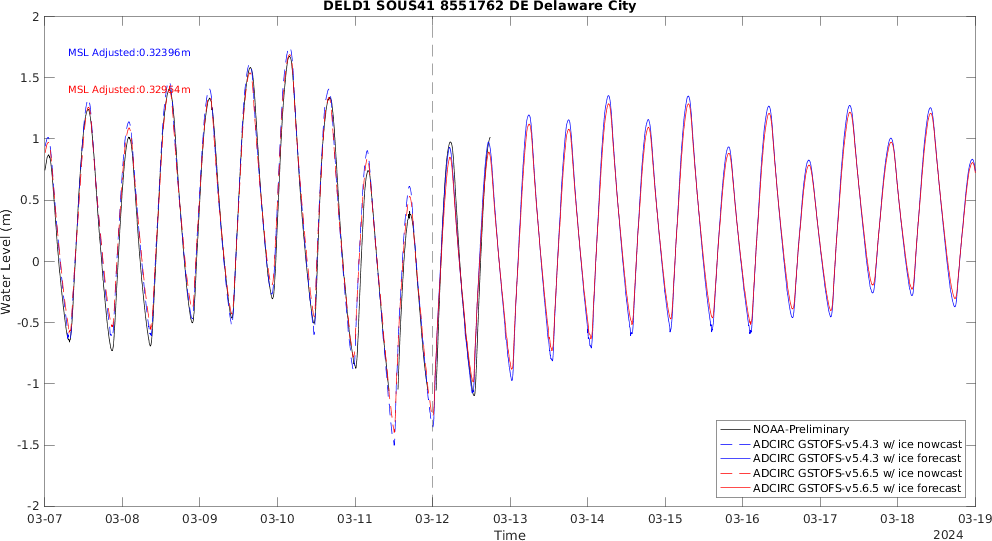 DELD1 SOUS41 8551762 DE Delaware City
2
1.5
1
0.5
0
-0.5
-1
-1.5
-2
Water Level (m)
MSL Adjusted:0.32396m
MSL Adjusted:0.32964m
NOAA-Preliminary
ADCIRC GSTOFS-v5.4.3 w/ ice nowcast
ADCIRC GSTOFS-v5.4.3 w/ ice forecast
ADCIRC GSTOFS-v5.6.5 w/ ice nowcast
ADCIRC GSTOFS-v5.6.5 w/ ice forecast
03-07 03-08 03-09 03-10 03-11 03-12 03-13 03-14 03-15 03-16 03-17 03-18 03-19
Time
2024